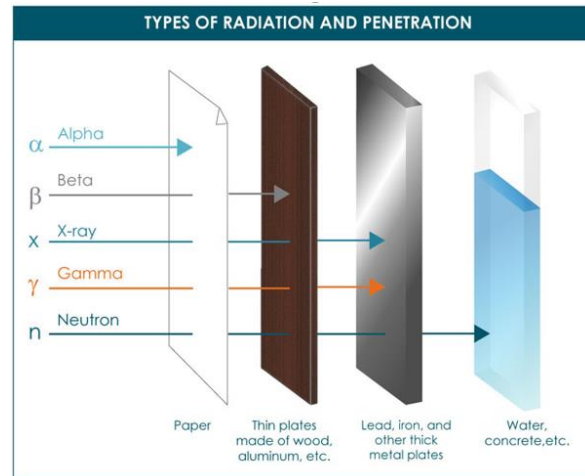 TYPES OF RADIATION AND PENETRATION
α Alpha
β Beta
x X-ray
γ Gamma
n Neutron
Paper
Thin plates
made of wood,
aluminum, etc.
Lead, iron, and
other thick
metal plates
Water,
concrete,etc.